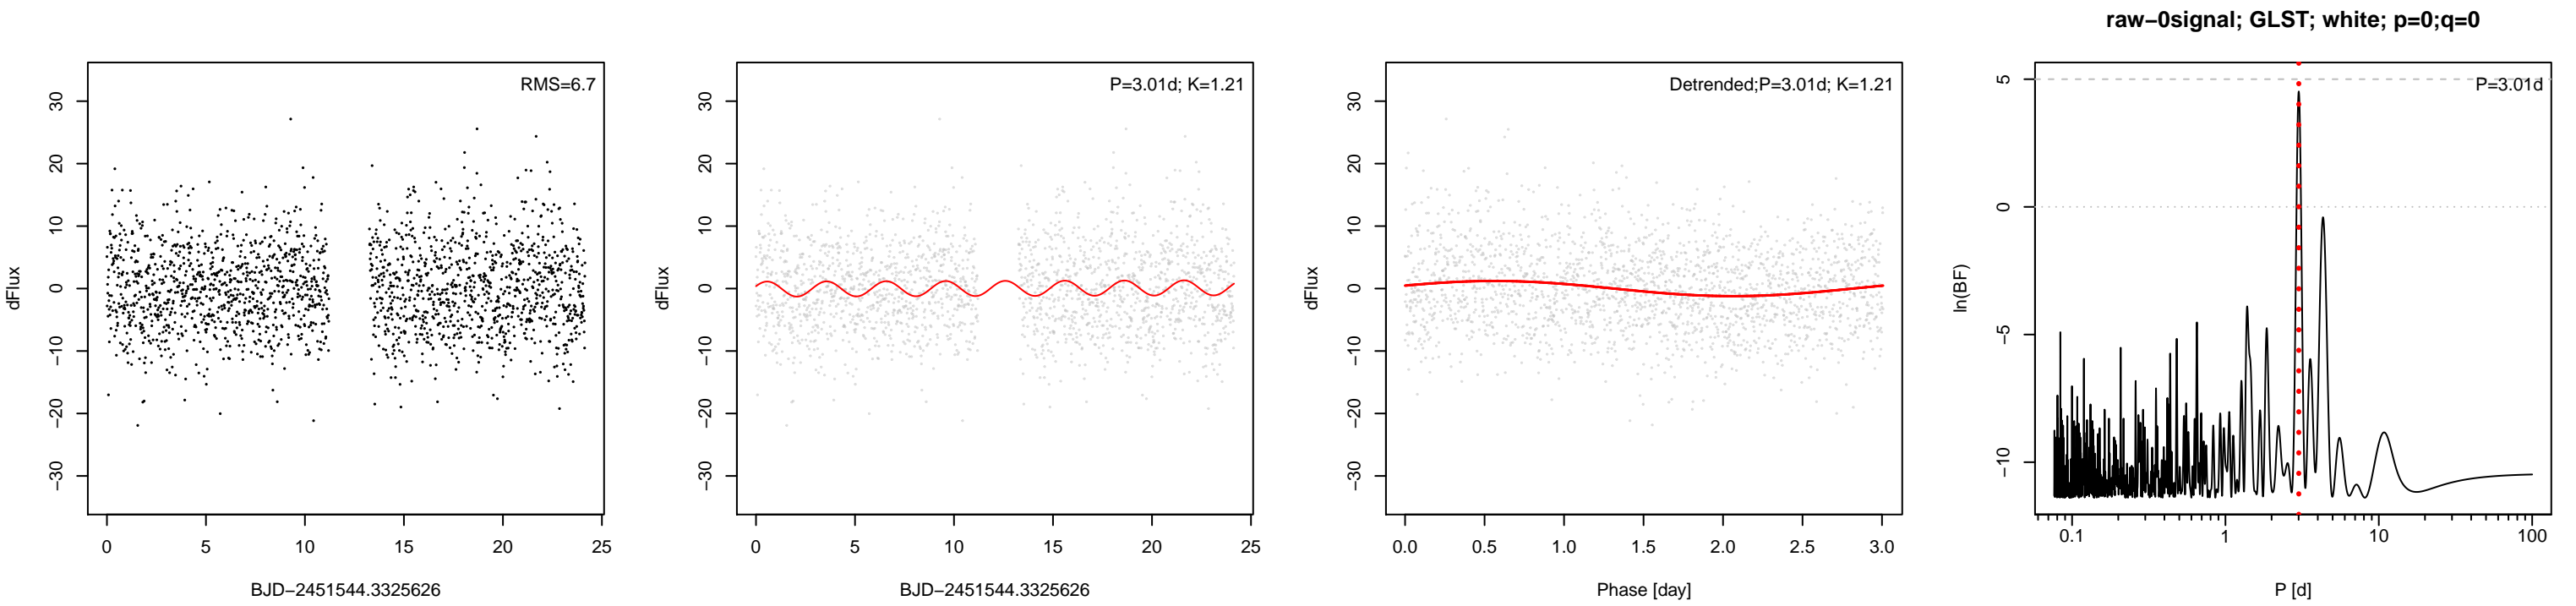 raw−0signal; GLST; white; p=0;q=0
RMS=6.7
dFlux
30
20
10
0
−10
−20
−30
0 5 10 15 20 25
BJD−2451544.3325626
P=3.01d; K=1.21
dFlux
30
20
10
0
−10
−20
−30
0 5 10 15 20 25
BJD−2451544.3325626
Detrended;P=3.01d; K=1.21
dFlux
30
20
10
0
−10
−20
−30
0.0 0.5 1.0 1.5 2.0 2.5 3.0
Phase [day]
P=3.01d
ln(BF)
5
0
−5
−10
0.1 1 10 100
P [d]